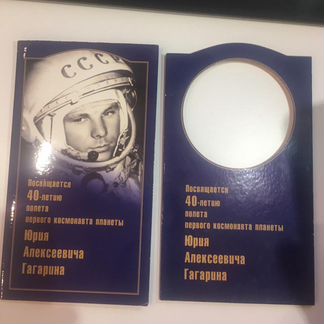 СССР
Посвящается
40-летию
полета
первого космонавта планеты
Юрия
Алексеевича
Гагарина
Посвящается
40-летию
полета
первого космонавта планеты
Юрия
Алексеевича
Гагарина